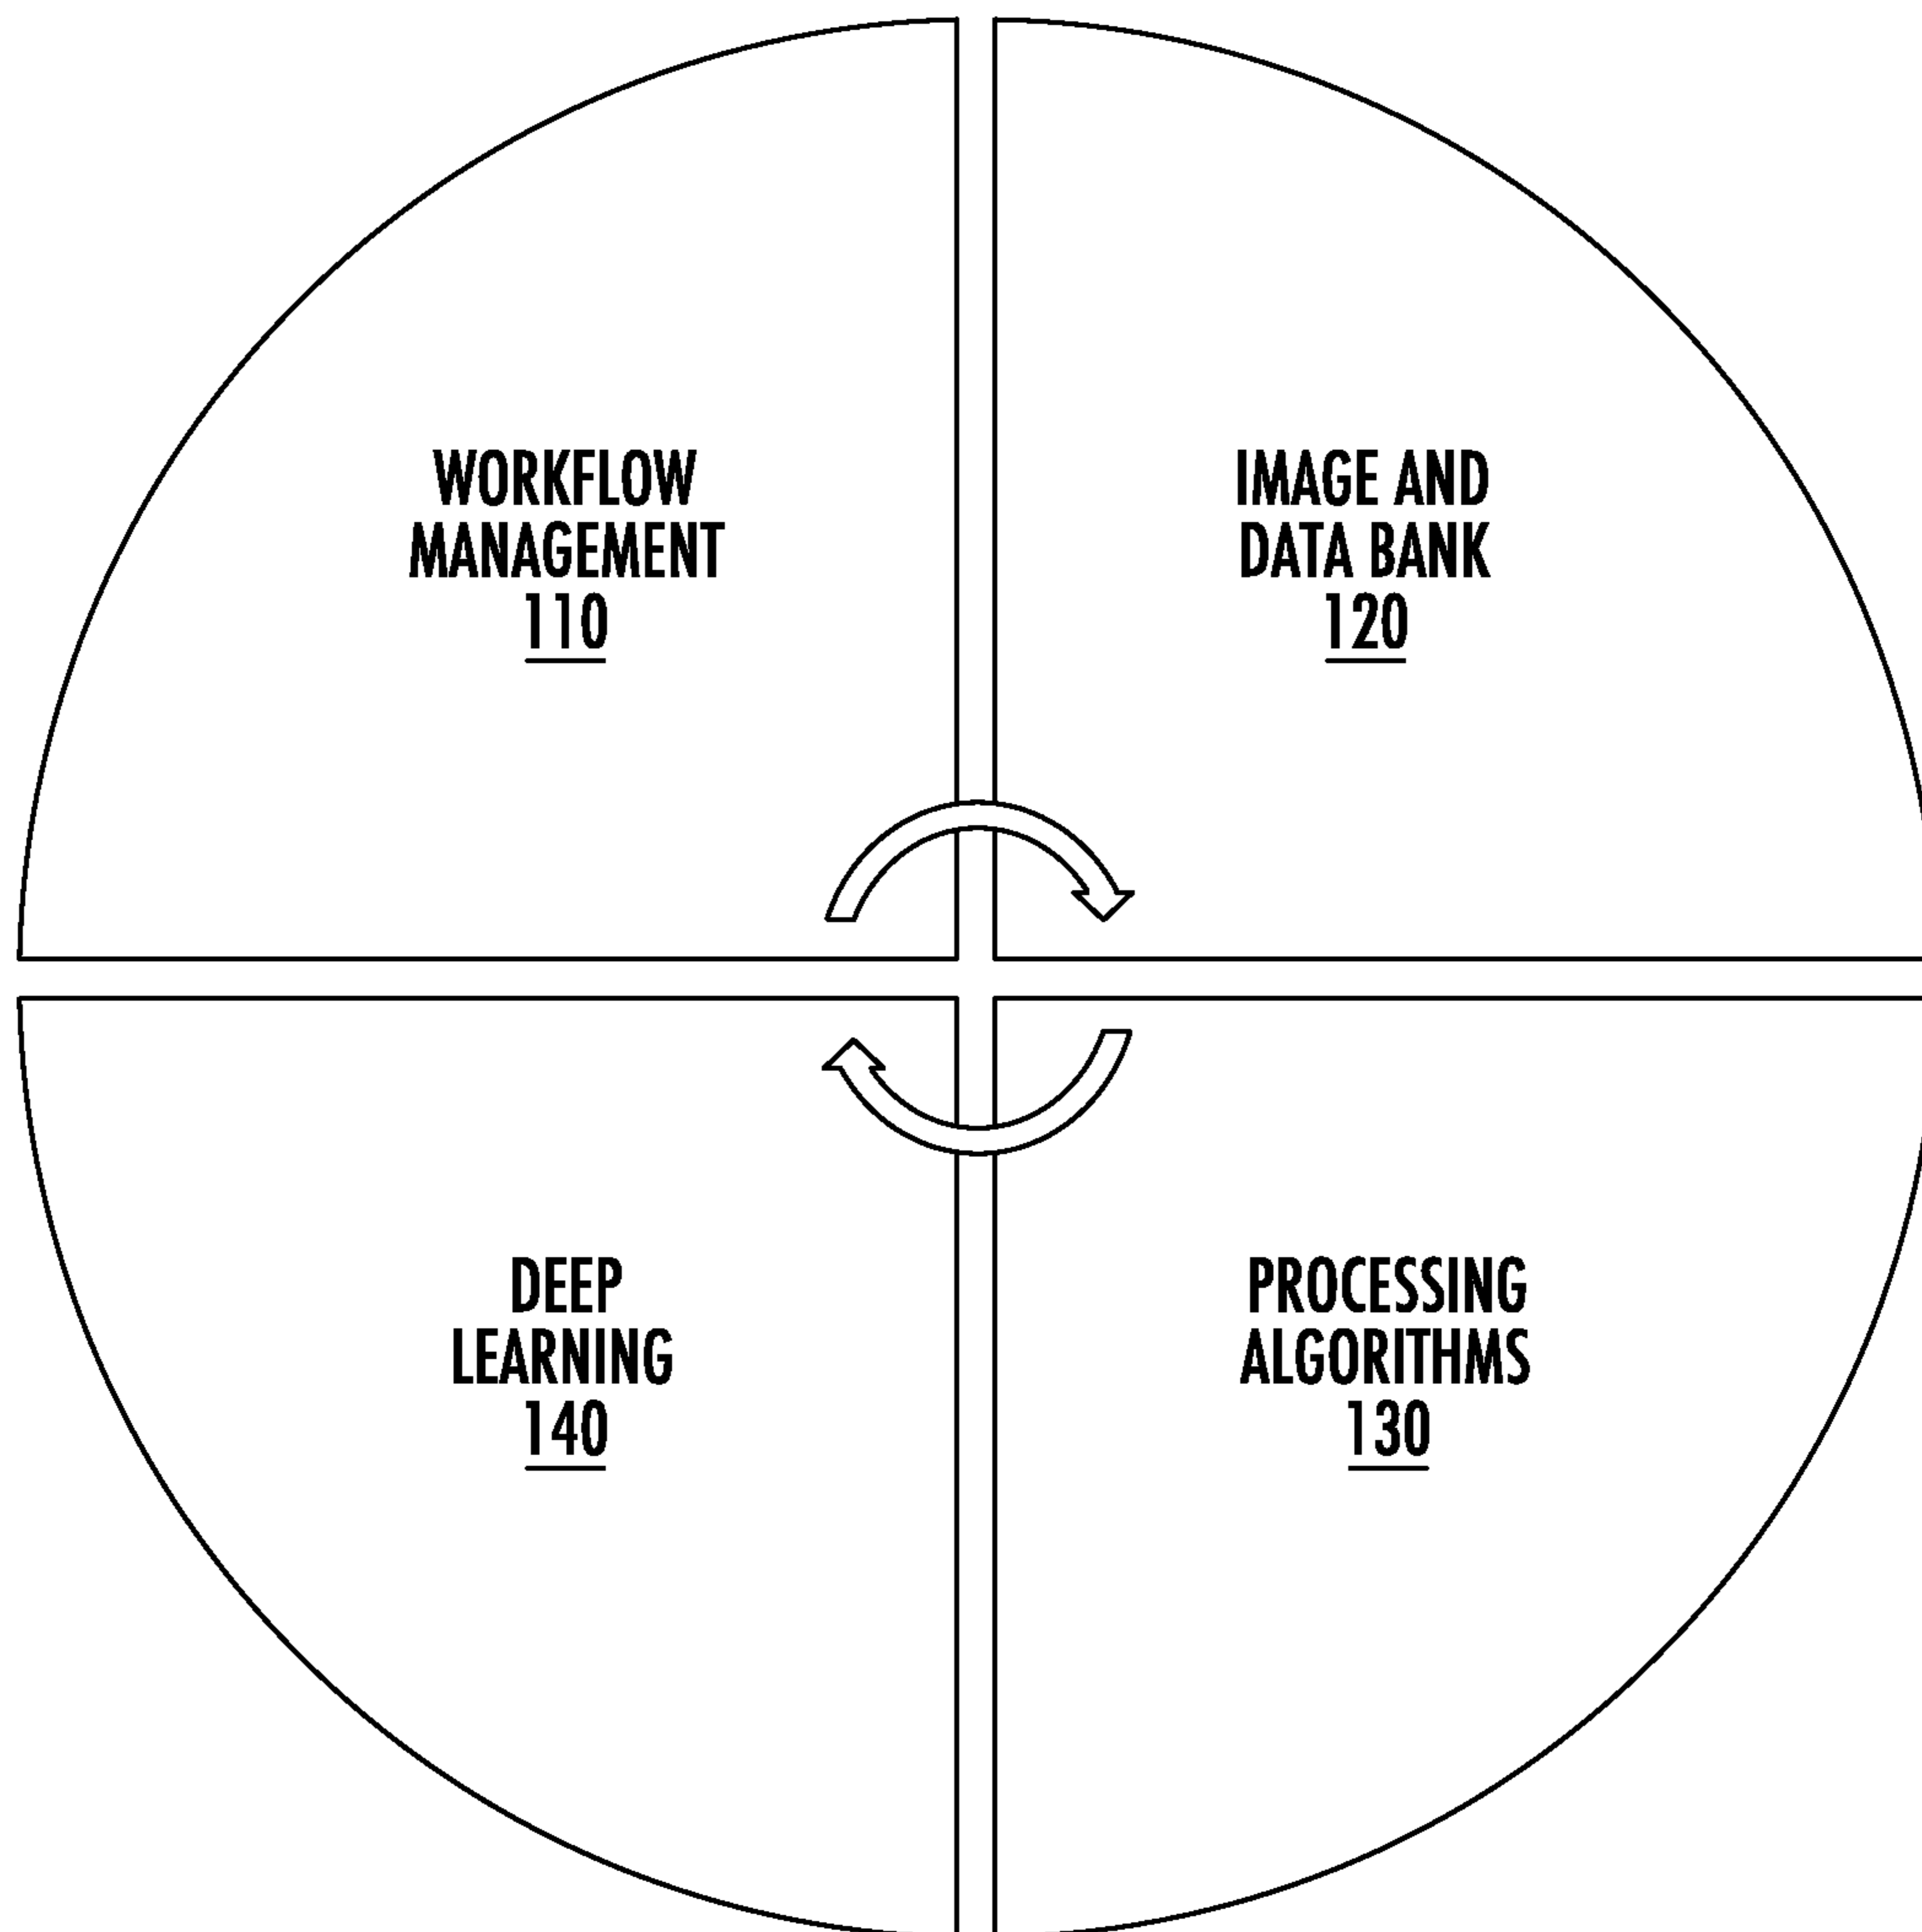 WORKFLOW
MANAGEMENT
110
IMAGE AND
DATA BANK
120
DEEP
LEARNING
140
PROCESSING
ALGORITHMS
130